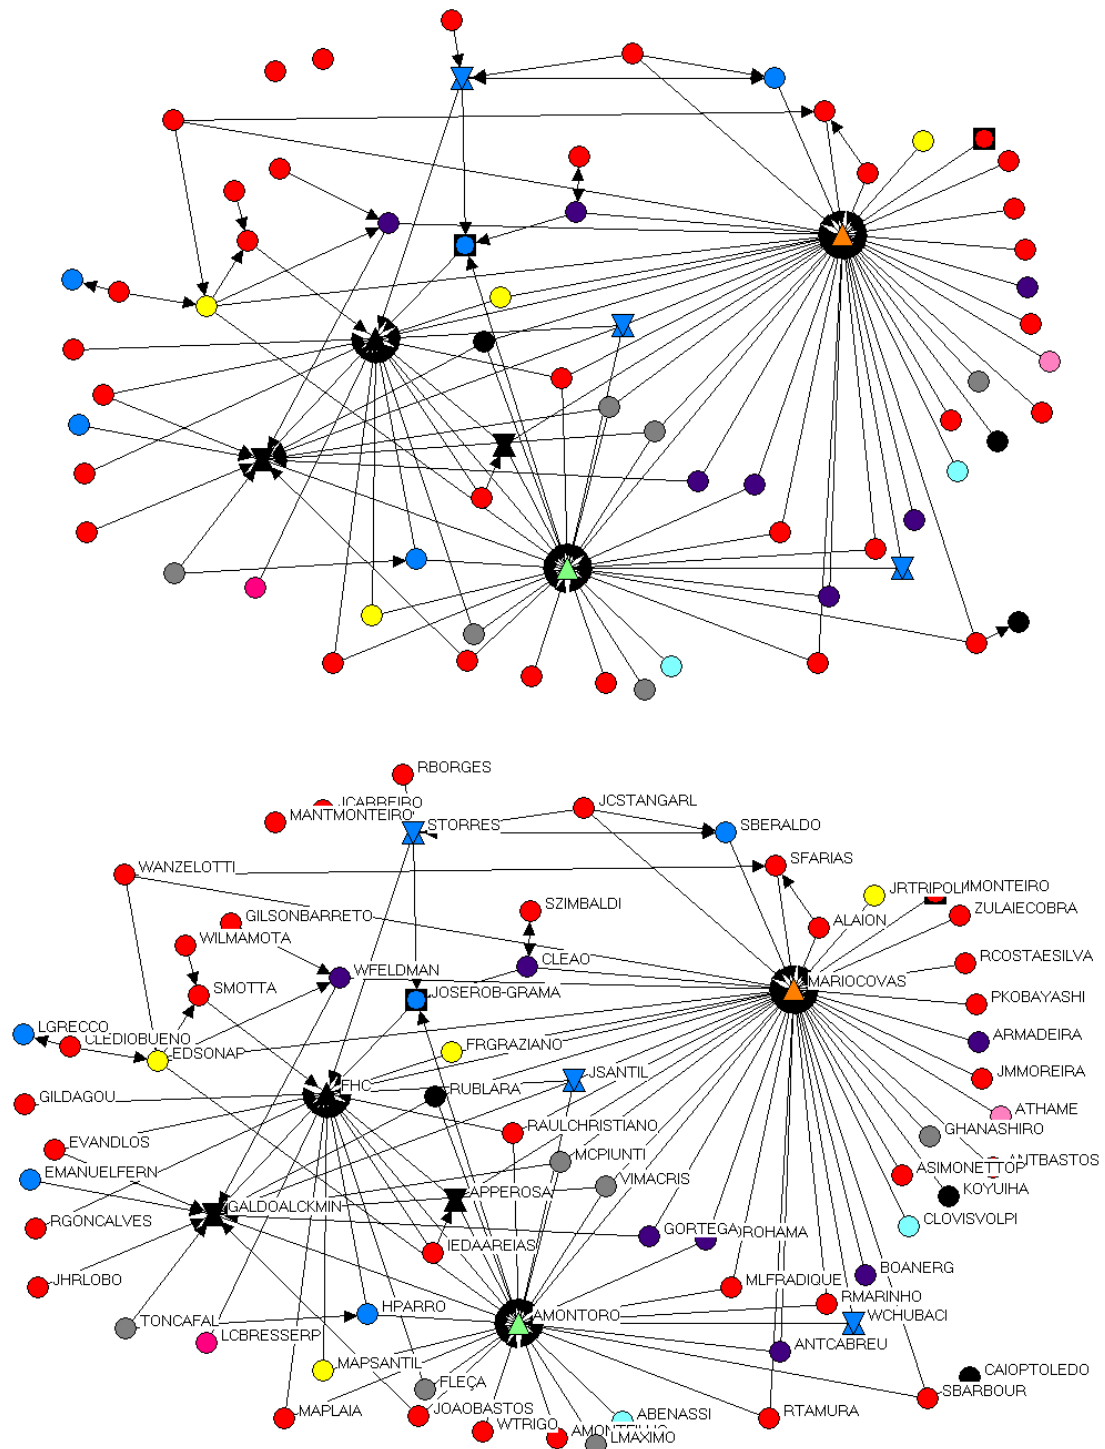 RBORGES
JCARREIRO
MANTMONTEIRO
STORRES
JCSTANGARL
SBERALDO
WANZELOTTI
SFARIAS
JRTRIPOLI
MONTEIRO
ZULAIECOBRA
GILSONBARRETO
SZIMBALDI
ALAION
WILMAMOTA
CLEAO
RCOSTAESILVA
WFELDMAN
MARIOCOVAS
SMOTTA
JOSEROB-GRAMA
PKOBAYASHI
LGRECCO
CLEDIOBUENO
EDSONAP
FRGRAZIANO
ARMADEIRA
JSANTIL
JMMOREIRA
FHC
RUBLARA
GILDAGOU
ATHAME
RAULCHRISTIANO
GHANASHIRO
EVANDLOS
MCPIUNTI
ASIMONETTOP
EMANUELFERN
VIMACRIS
KOYUIHA
GALDOALCKMIN
APPEROSA
CLOVISVOLPI
RGONCALVES
GORTEGA
IEDAAREIAS
BOANERG
JHRLOBO
MLFRADIQUE
RMARINHO
HPARRO
AMONTORO
WCHUBACI
TONCAFAL
LCBRESSERP
ANTCABREU
MAPSANTIL
CAIOPTOLEDO
FLEÇA
SBARBOUR
MAPLAIA
JOAOBASTOS
ABENASSI
RTAMURA
WTRIGO
LMAXIMO